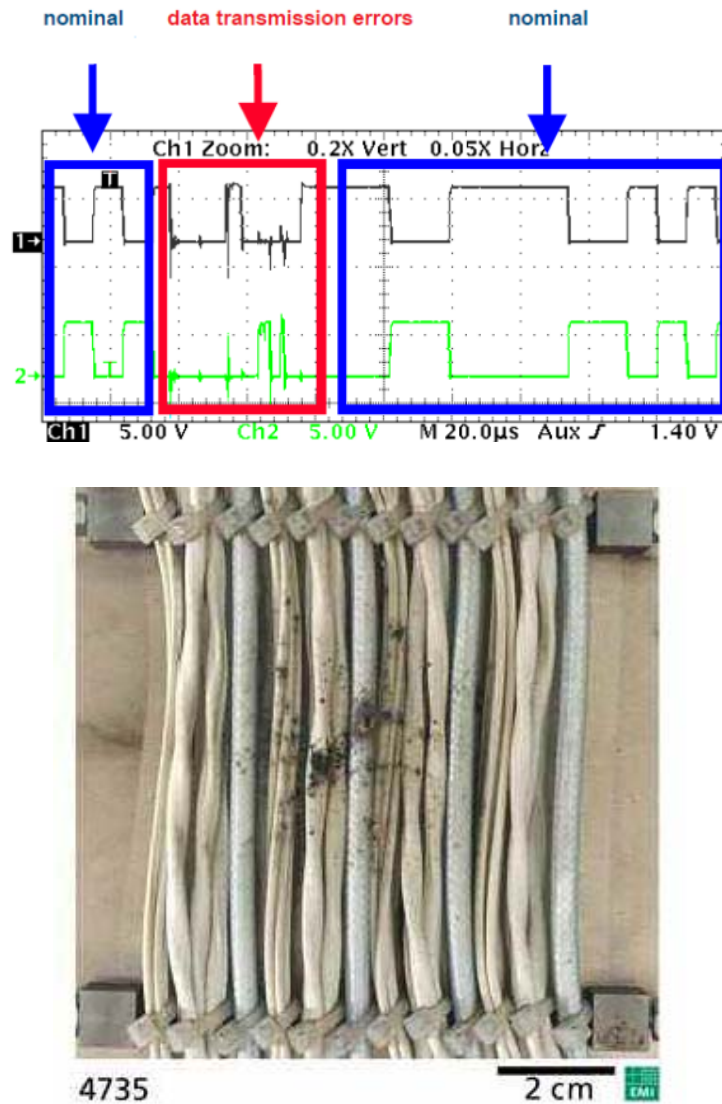 nominal data transmission errors nominal
Ch1 Zoom: 0.2X Vert 0.05X Horz
T
1→
T
2→
Ch1 5.00 V Ch2 5.00 V M 20.0µs Aux ʃ 1.40 V
4735 2 cm EMI